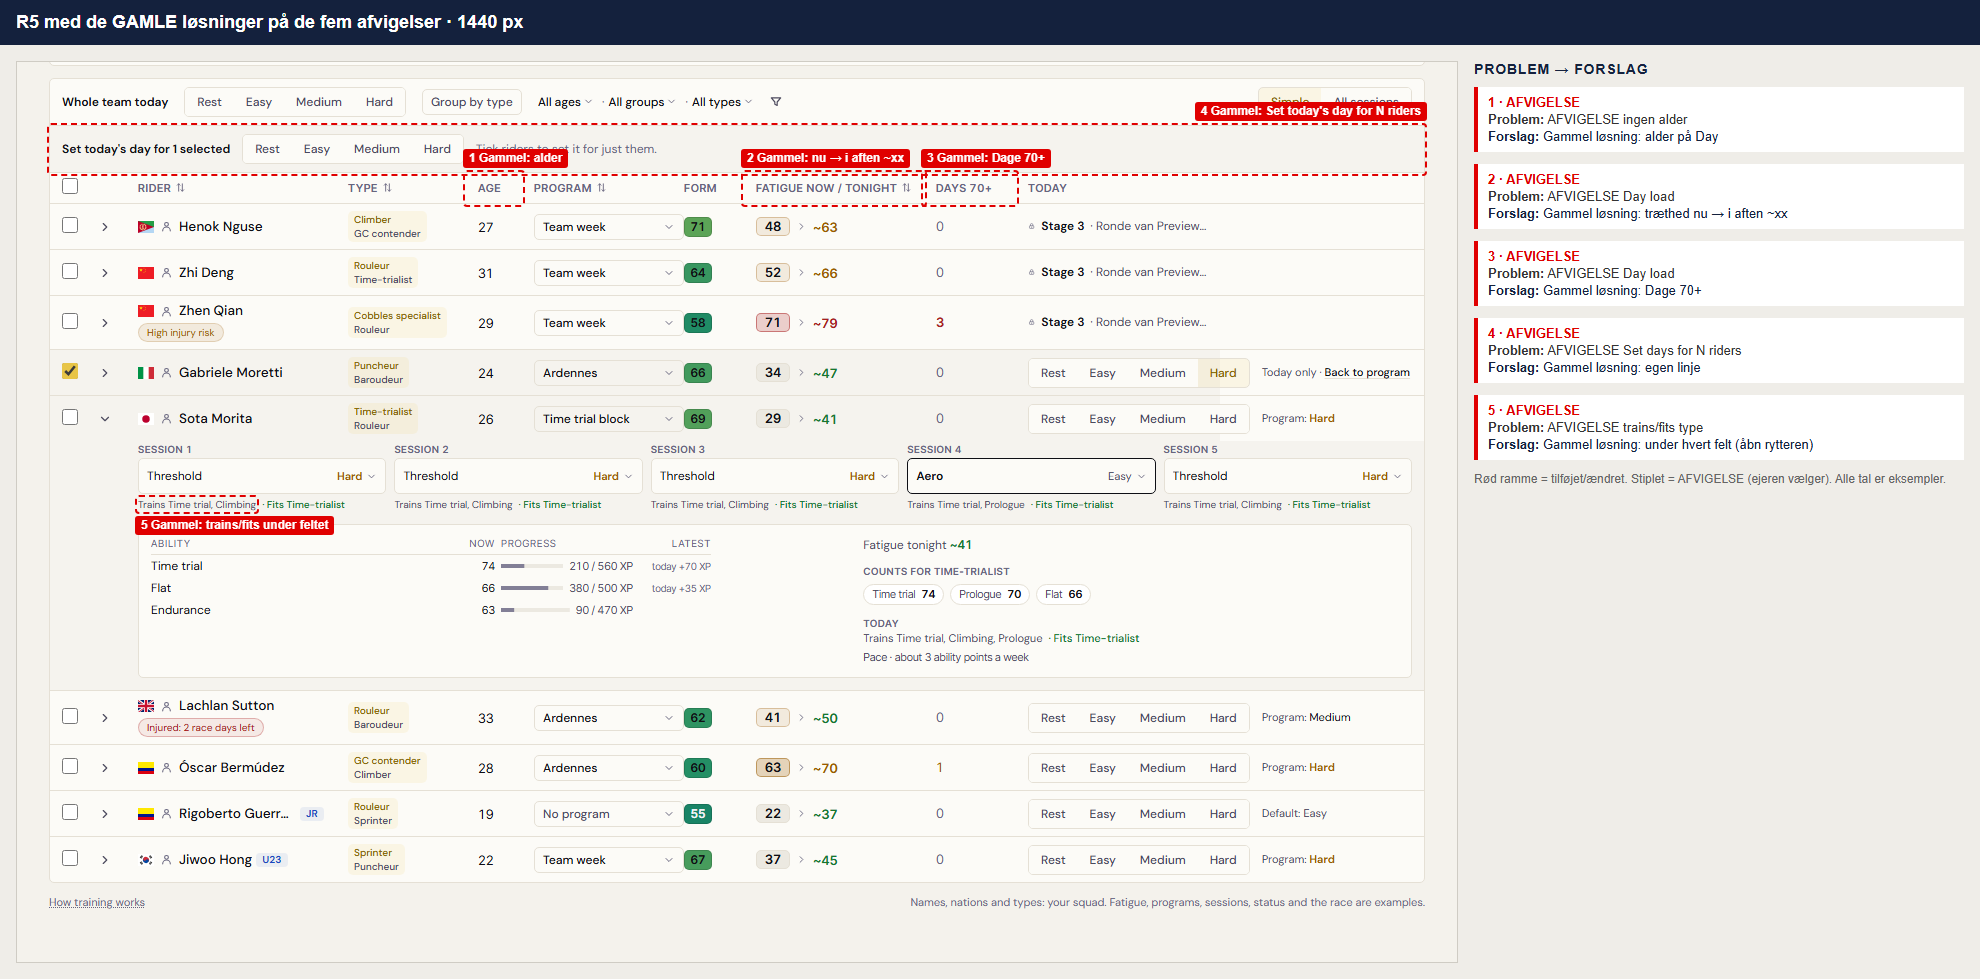 R5 med de GAMLE løsninger på de fem afvigelser · 1440 px
Whole team today Rest Easy Medium Hard Group by type All ages · All groups · All types
4 Gammel: Set today's day for N riders
Set today's day for 1 selected Rest Easy Medium Hard
1 Gammel: alder 2 Gammel: nu → i aften ~xx 3 Gammel: Dage 70+
RIDER TYPE AGE PROGRAM FORM FATIGUE NOW / TONIGHT DAYS 70+ TODAY
Henok Nguse Climber GC contender 27 Team week 71 48 > ~63 0 Stage 3 · Ronde van Preview...
Zhi Deng Rouleur Time-trialist 31 Team week 64 52 > ~66 0 Stage 3 · Ronde van Preview...
Zhen Qian High injury risk Cobbles specialist Rouleur 29 Team week 58 71 > ~79 3 Stage 3 · Ronde van Preview...
Gabriele Moretti Puncheur Baroudeur 24 Ardennes 66 34 > ~47 0 Rest Easy Medium Hard Today only · Back to program
Sota Morita Time-trialist Rouleur 26 Time trial block 69 29 > ~41 0 Rest Easy Medium Hard Program: Hard
SESSION 1 SESSION 2 SESSION 3 SESSION 4 SESSION 5
Threshold Hard Threshold Hard Threshold Hard Aero Easy Threshold Hard
Trains Time trial, Climbing · Fits Time-trialist Trains Time trial, Climbing · Fits Time-trialist Trains Time trial, Climbing · Fits Time-trialist Trains Time trial, Prologue · Fits Time-trialist Trains Time trial, Climbing · Fits Time-trialist
5 Gammel: trains/fits under feltet
ABILITY NOW PROGRESS LATEST
Time trial 74 210 / 560 XP today +70 XP
Flat 66 380 / 500 XP today +35 XP
Endurance 63 90 / 470 XP
Fatigue tonight ~41
COUNTS FOR TIME-TRIALIST
Time trial 74 Prologue 70 Flat 66
TODAY
Trains Time trial, Climbing, Prologue · Fits Time-trialist
Pace · about 3 ability points a week
Lachlan Sutton Injured: 2 race days left Rouleur Baroudeur 33 Ardennes 62 41 > ~50 0 Rest Easy Medium Hard Program: Medium
Óscar Bermúdez GC contender Climber 28 Ardennes 60 63 > ~70 1 Rest Easy Medium Hard Program: Hard
Rigoberto Guerr... JR Rouleur Sprinter 19 No program 55 22 > ~37 0 Rest Easy Medium Hard Default: Easy
Jiwoo Hong U23 Sprinter Puncheur 22 Team week 67 37 > ~45 0 Rest Easy Medium Hard Program: Hard
How training works Names, nations and types: your squad. Fatigue, programs, sessions, status and the race are examples.
PROBLEM → FORSLAG
1 · AFVIGELSE
Problem: AFVIGELSE ingen alder
Forslag: Gammel løsning: alder på Day
2 · AFVIGELSE
Problem: AFVIGELSE Day load
Forslag: Gammel løsning: træthed nu → i aften ~xx
3 · AFVIGELSE
Problem: AFVIGELSE Day load
Forslag: Gammel løsning: Dage 70+
4 · AFVIGELSE
Problem: AFVIGELSE Set days for N riders
Forslag: Gammel løsning: egen linje
5 · AFVIGELSE
Problem: AFVIGELSE trains/fits type
Forslag: Gammel løsning: under hvert felt (åbn rytteren)
Rød ramme = tilføjet/ændret. Stiplet = AFVIGELSE (ejeren vælger). Alle tal er eksempler.